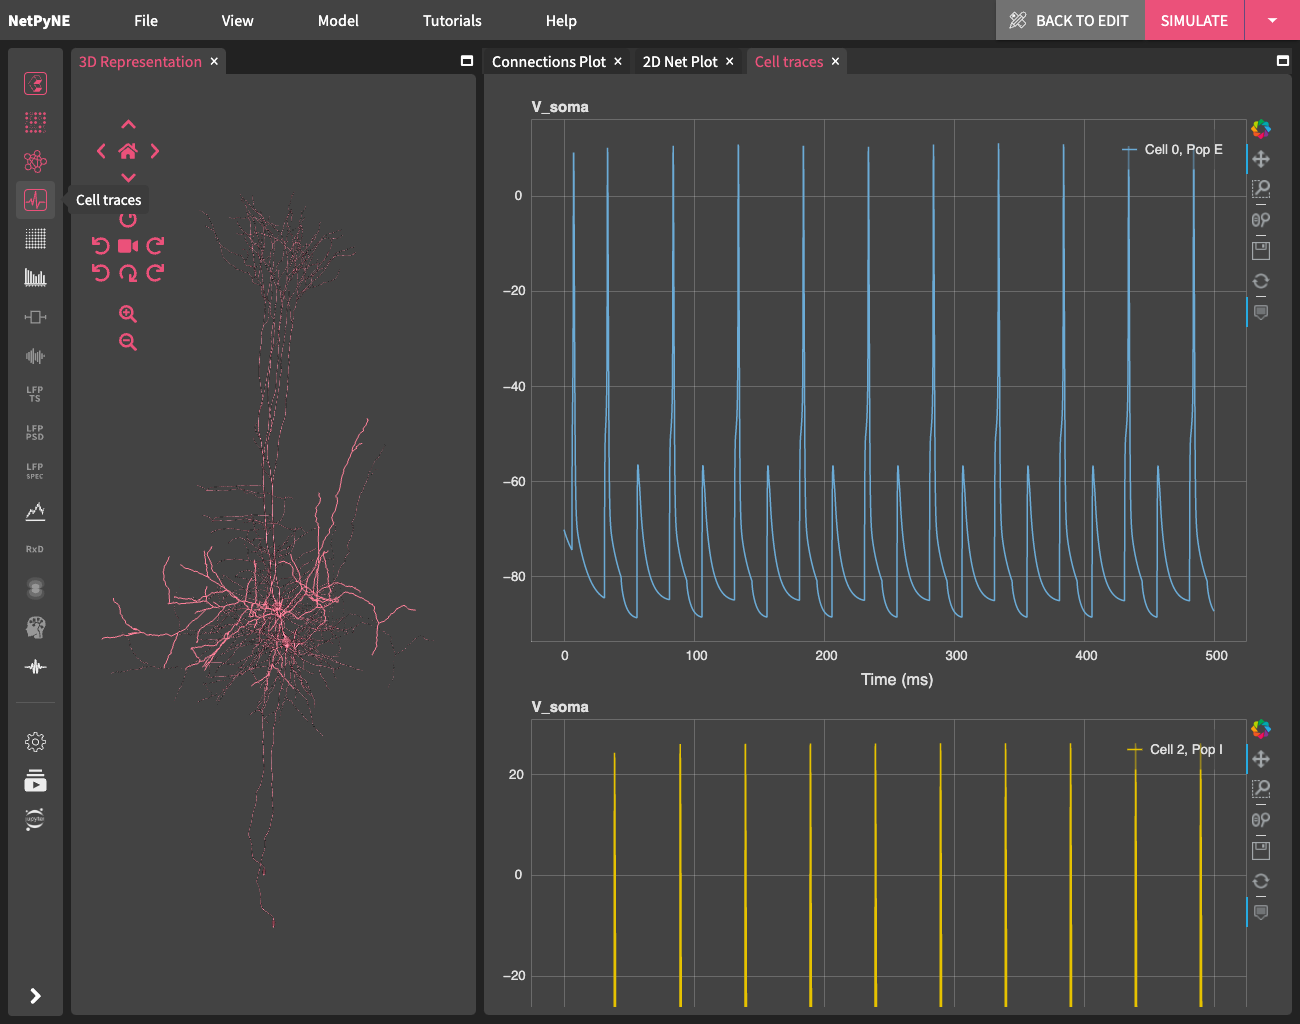 NetPyNE File View Model Tutorials Help BACK TO EDIT SIMULATE
3D Representation ×
Connections Plot × 2D Net Plot × Cell traces ×
Cell traces
LFP
TS
LFP
PSD
LFP
SPEC
RxD
jupyter
V_soma
Cell 0, Pop E
0
−20
−40
−60
−80
0 100 200 300 400 500
Time (ms)
V_soma
Cell 2, Pop I
20
0
−20